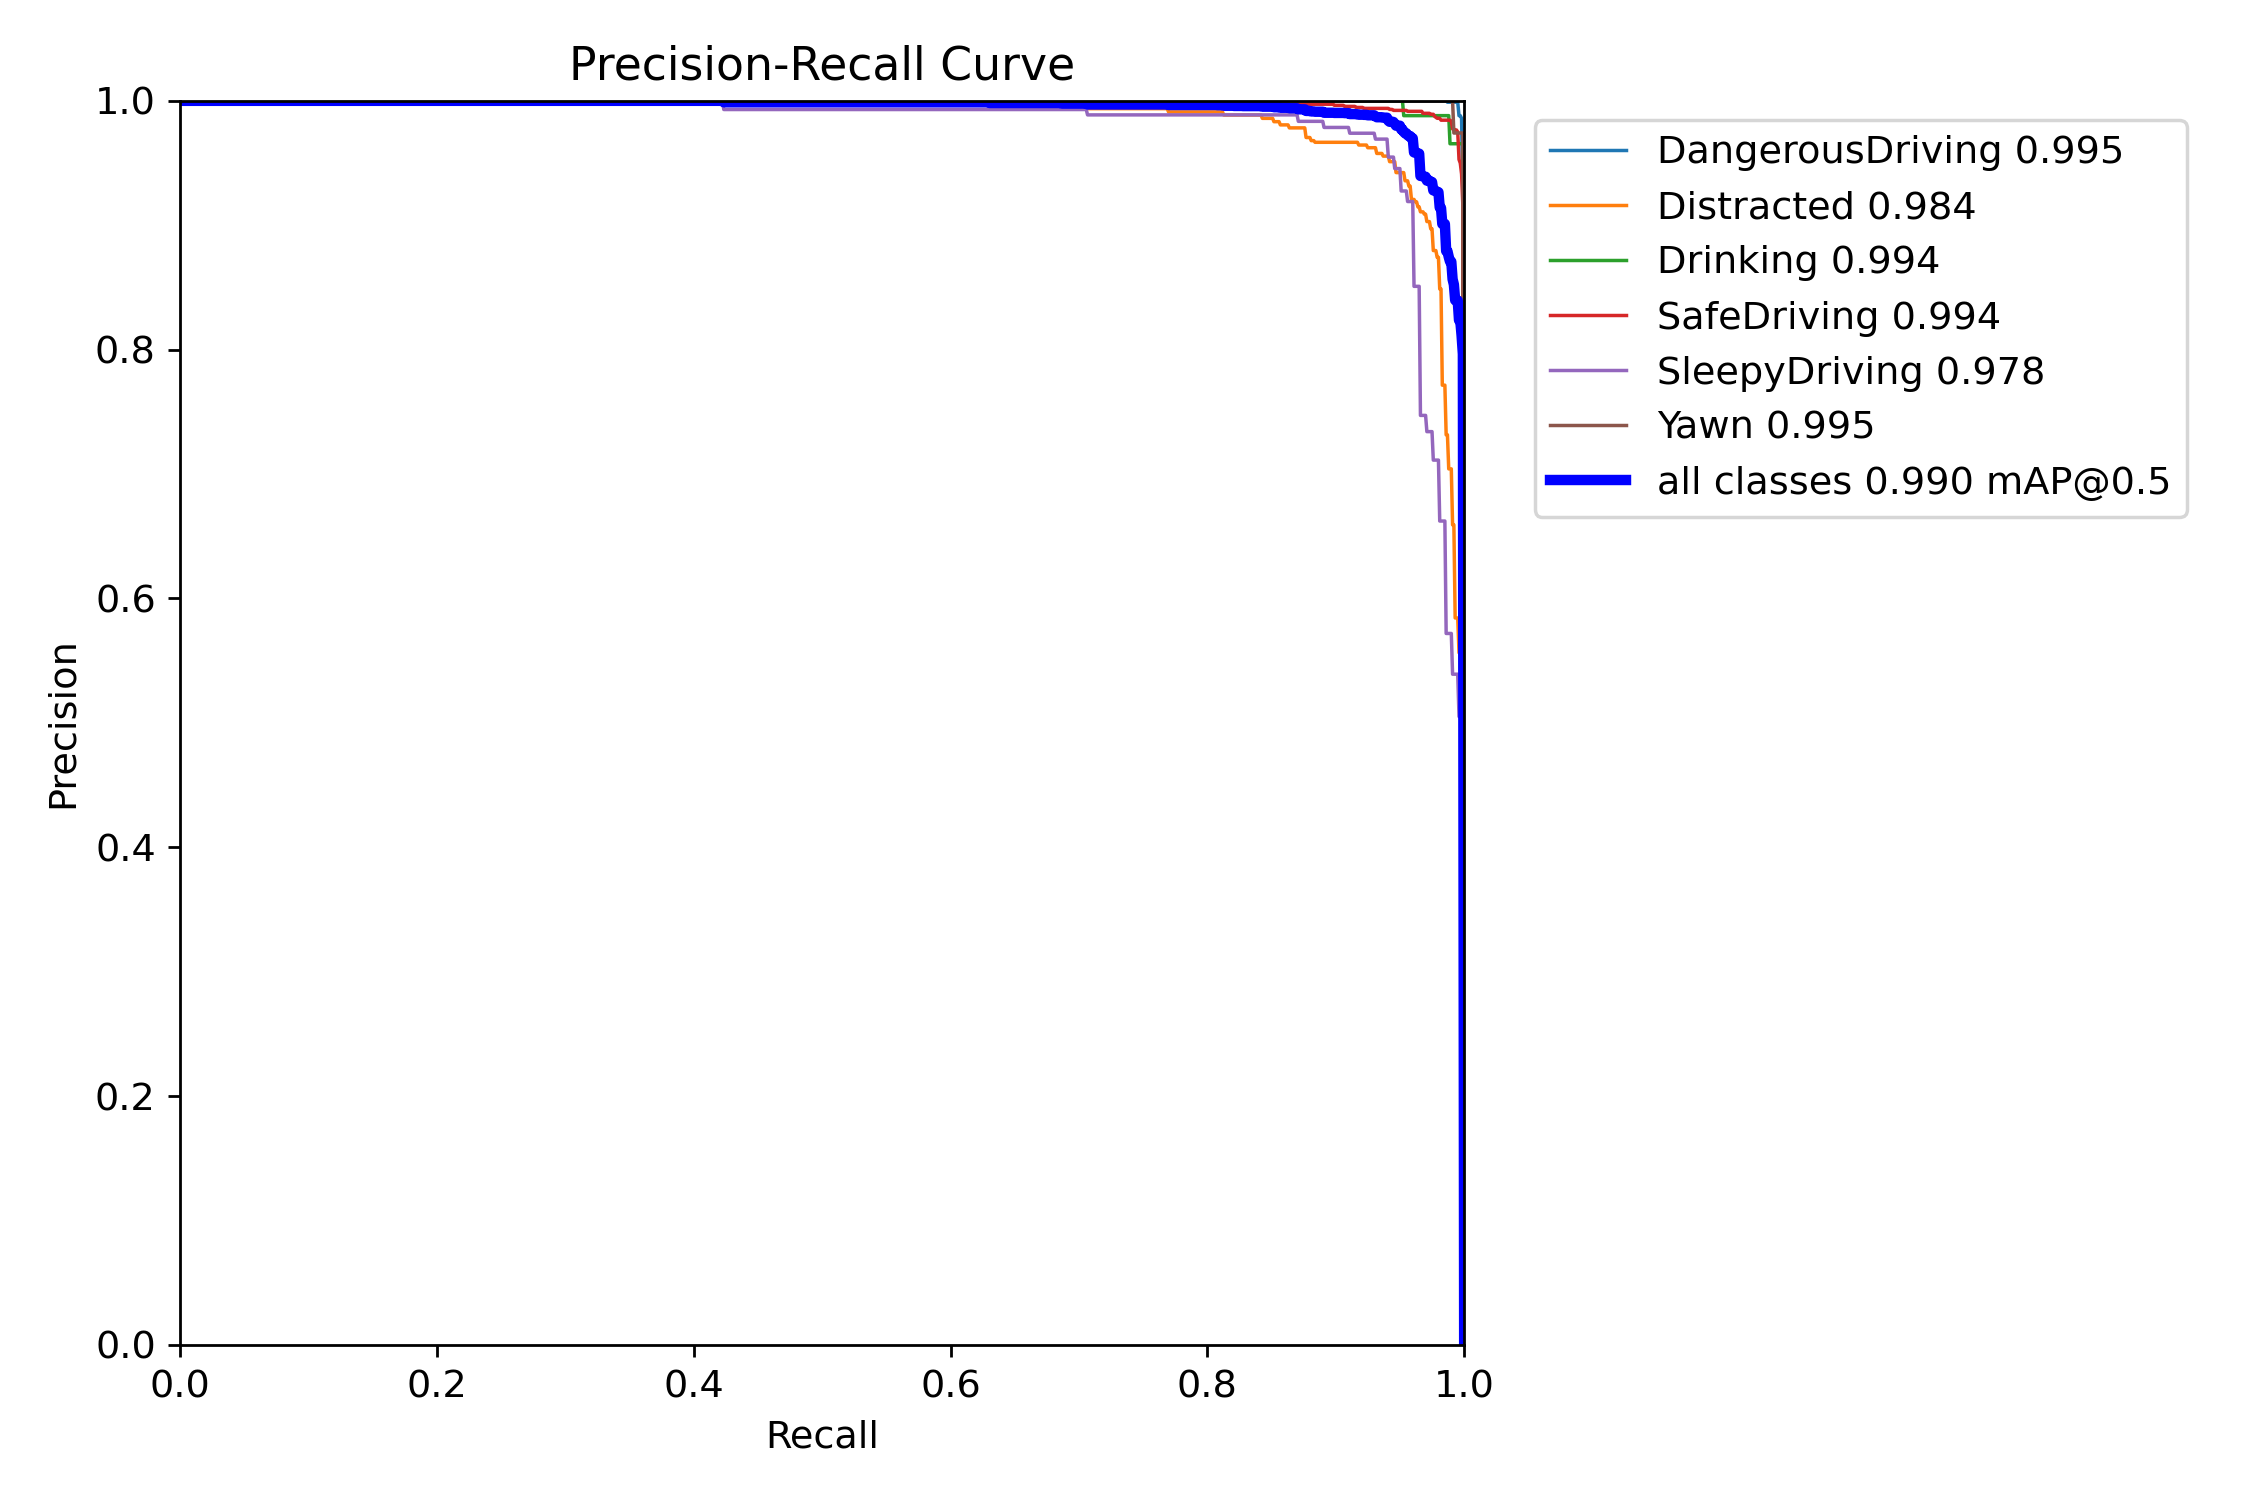 Precision-Recall Curve
1.0
0.8
0.6
0.4
0.2
0.0
Precision
0.0 0.2 0.4 0.6 0.8 1.0
Recall
DangerousDriving 0.995
Distracted 0.984
Drinking 0.994
SafeDriving 0.994
SleepyDriving 0.978
Yawn 0.995
all classes 0.990 mAP@0.5